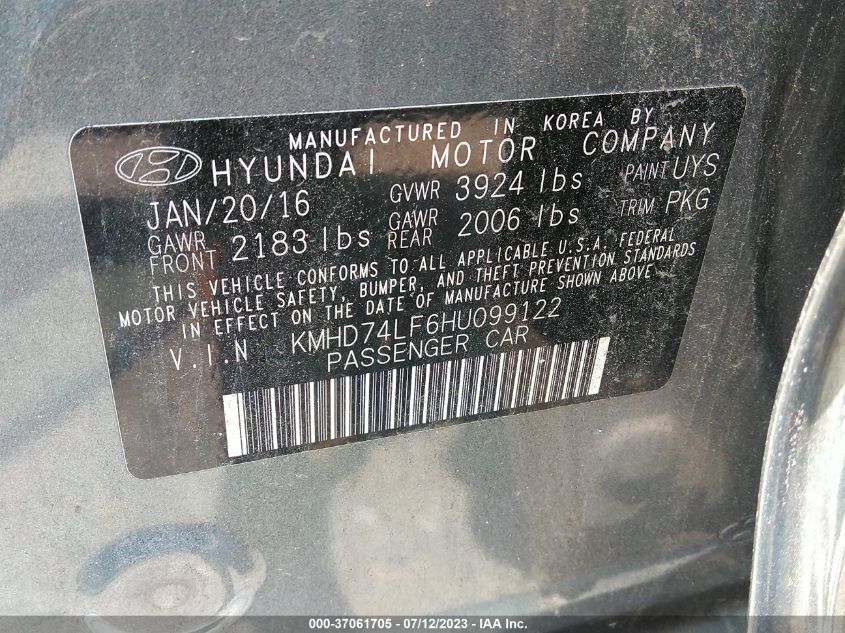 MANUFACTURED IN KOREA BY
HYUNDAI MOTOR COMPANY
JAN/20/16 GVWR 3924 lbs PAINT UYS
GAWR FRONT 2183 lbs GAWR REAR 2006 lbs TRIM PKG
THIS VEHICLE CONFORMS TO ALL APPLICABLE U.S.A. FEDERAL
MOTOR VEHICLE SAFETY, BUMPER, AND THEFT PREVENTION STANDARDS
IN EFFECT ON THE DATE OF MANUFACTURE SHOWN ABOVE
V.I.N KMHD74LF6HU099122
PASSENGER CAR
000-37061705 - 07/12/2023 - IAA Inc.